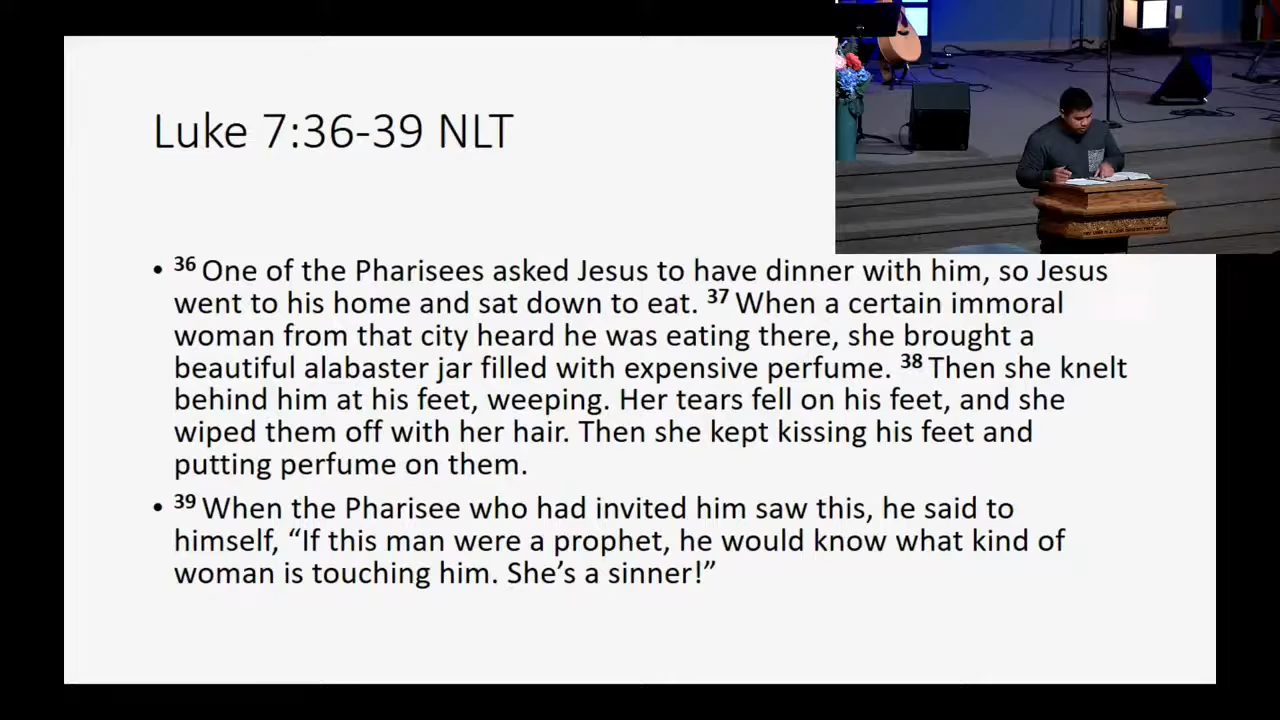 Luke 7:36-39 NLT
• 36 One of the Pharisees asked Jesus to have dinner with him, so Jesus
went to his home and sat down to eat. 37 When a certain immoral
woman from that city heard he was eating there, she brought a
beautiful alabaster jar filled with expensive perfume. 38 Then she knelt
behind him at his feet, weeping. Her tears fell on his feet, and she
wiped them off with her hair. Then she kept kissing his feet and
putting perfume on them.
• 39 When the Pharisee who had invited him saw this, he said to
himself, “If this man were a prophet, he would know what kind of
woman is touching him. She’s a sinner!”